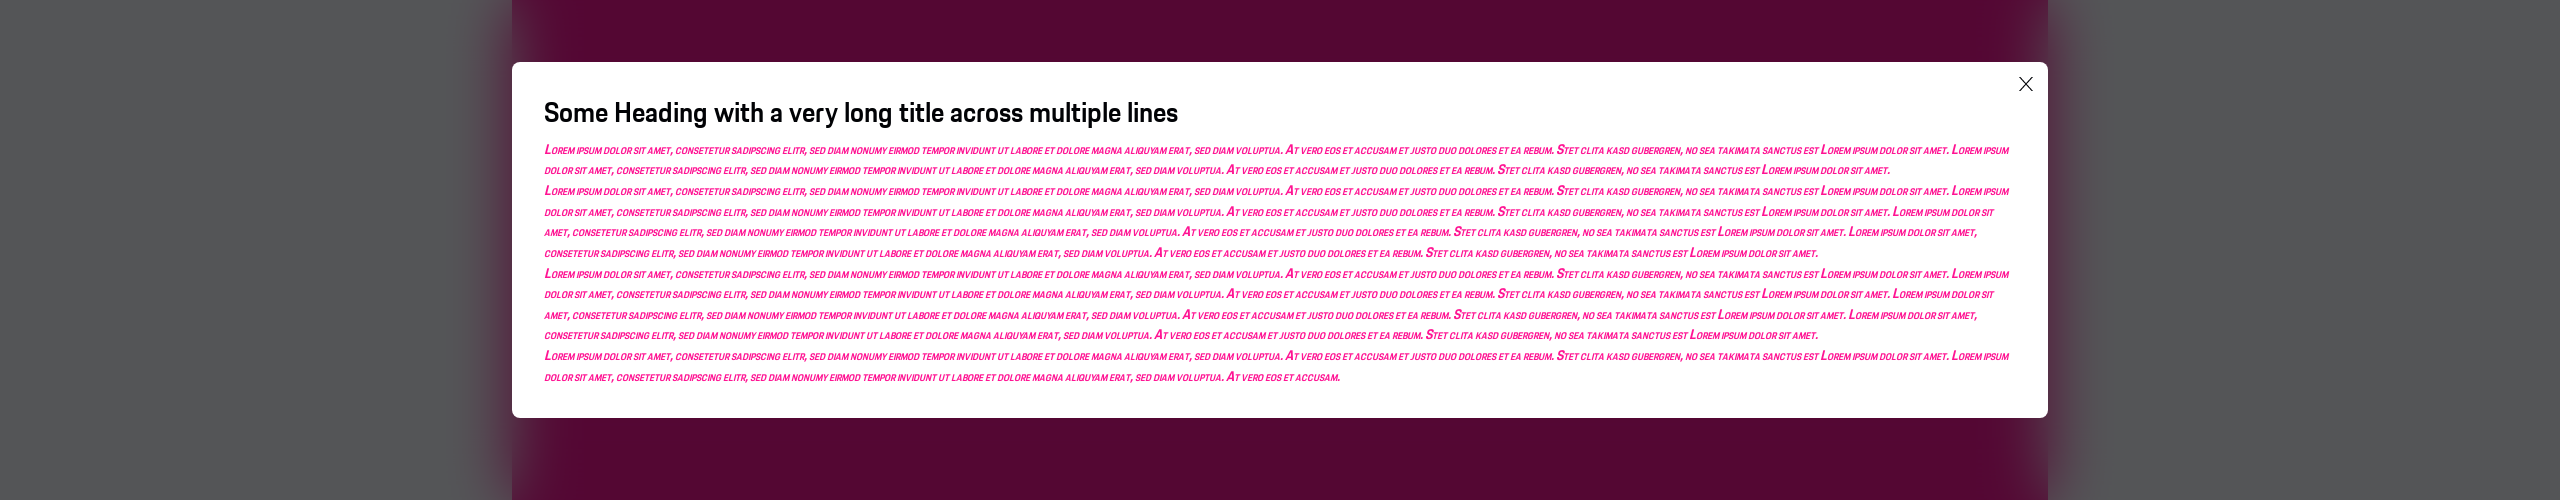 Some Heading with a very long title across multiple lines
Lorem ipsum dolor sit amet, consetetur sadipscing elitr, sed diam nonumy eirmod tempor invidunt ut labore et dolore magna aliquyam erat, sed diam voluptua. At vero eos et accusam et justo duo dolores et ea rebum. Stet clita kasd gubergren, no sea takimata sanctus est Lorem ipsum dolor sit amet. Lorem ipsum
dolor sit amet, consetetur sadipscing elitr, sed diam nonumy eirmod tempor invidunt ut labore et dolore magna aliquyam erat, sed diam voluptua. At vero eos et accusam et justo duo dolores et ea rebum. Stet clita kasd gubergren, no sea takimata sanctus est Lorem ipsum dolor sit amet.
Lorem ipsum dolor sit amet, consetetur sadipscing elitr, sed diam nonumy eirmod tempor invidunt ut labore et dolore magna aliquyam erat, sed diam voluptua. At vero eos et accusam et justo duo dolores et ea rebum. Stet clita kasd gubergren, no sea takimata sanctus est Lorem ipsum dolor sit amet. Lorem ipsum
dolor sit amet, consetetur sadipscing elitr, sed diam nonumy eirmod tempor invidunt ut labore et dolore magna aliquyam erat, sed diam voluptua. At vero eos et accusam et justo duo dolores et ea rebum. Stet clita kasd gubergren, no sea takimata sanctus est Lorem ipsum dolor sit amet. Lorem ipsum dolor sit
amet, consetetur sadipscing elitr, sed diam nonumy eirmod tempor invidunt ut labore et dolore magna aliquyam erat, sed diam voluptua. At vero eos et accusam et justo duo dolores et ea rebum. Stet clita kasd gubergren, no sea takimata sanctus est Lorem ipsum dolor sit amet. Lorem ipsum dolor sit amet,
consetetur sadipscing elitr, sed diam nonumy eirmod tempor invidunt ut labore et dolore magna aliquyam erat, sed diam voluptua. At vero eos et accusam et justo duo dolores et ea rebum. Stet clita kasd gubergren, no sea takimata sanctus est Lorem ipsum dolor sit amet.
Lorem ipsum dolor sit amet, consetetur sadipscing elitr, sed diam nonumy eirmod tempor invidunt ut labore et dolore magna aliquyam erat, sed diam voluptua. At vero eos et accusam et justo duo dolores et ea rebum. Stet clita kasd gubergren, no sea takimata sanctus est Lorem ipsum dolor sit amet. Lorem ipsum
dolor sit amet, consetetur sadipscing elitr, sed diam nonumy eirmod tempor invidunt ut labore et dolore magna aliquyam erat, sed diam voluptua. At vero eos et accusam et justo duo dolores et ea rebum. Stet clita kasd gubergren, no sea takimata sanctus est Lorem ipsum dolor sit amet. Lorem ipsum dolor sit
amet, consetetur sadipscing elitr, sed diam nonumy eirmod tempor invidunt ut labore et dolore magna aliquyam erat, sed diam voluptua. At vero eos et accusam et justo duo dolores et ea rebum. Stet clita kasd gubergren, no sea takimata sanctus est Lorem ipsum dolor sit amet. Lorem ipsum dolor sit amet,
consetetur sadipscing elitr, sed diam nonumy eirmod tempor invidunt ut labore et dolore magna aliquyam erat, sed diam voluptua. At vero eos et accusam et justo duo dolores et ea rebum. Stet clita kasd gubergren, no sea takimata sanctus est Lorem ipsum dolor sit amet.
Lorem ipsum dolor sit amet, consetetur sadipscing elitr, sed diam nonumy eirmod tempor invidunt ut labore et dolore magna aliquyam erat, sed diam voluptua. At vero eos et accusam et justo duo dolores et ea rebum. Stet clita kasd gubergren, no sea takimata sanctus est Lorem ipsum dolor sit amet. Lorem ipsum
dolor sit amet, consetetur sadipscing elitr, sed diam nonumy eirmod tempor invidunt ut labore et dolore magna aliquyam erat, sed diam voluptua. At vero eos et accusam.